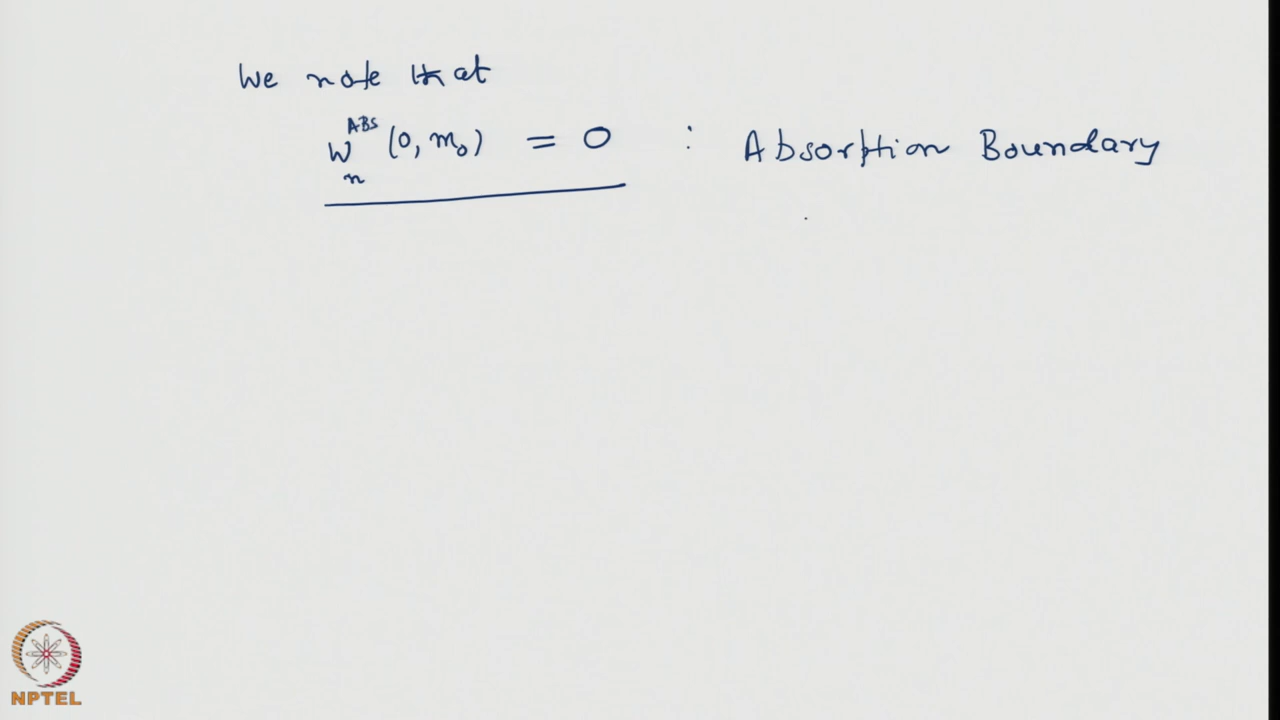 We note that
W_n^{ABS} (0, m_0) = 0 : Absorption Boundary
NPTEL